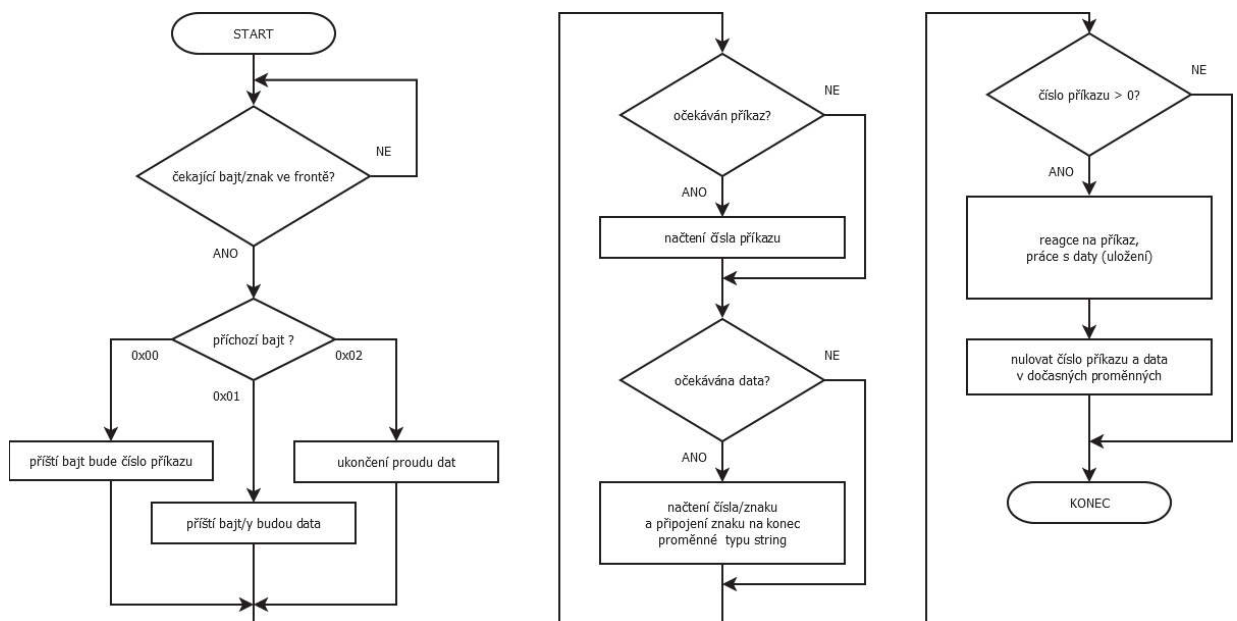 START
čekající bajt/znak ve frontě?
NE
ANO
příchozí bajt ?
0x00
0x02
0x01
příští bajt bude číslo příkazu
ukončení proudu dat
příští bajt/y budou data
očekáván příkaz?
NE
ANO
načtení čísla příkazu
očekávána data?
NE
ANO
načtení čísla/znaku
a připojení znaku na konec
proměnné typu string
číslo příkazu > 0?
NE
ANO
reagce na příkaz,
práce s daty (uložení)
nulovat číslo příkazu a data
v dočasných proměnných
KONEC